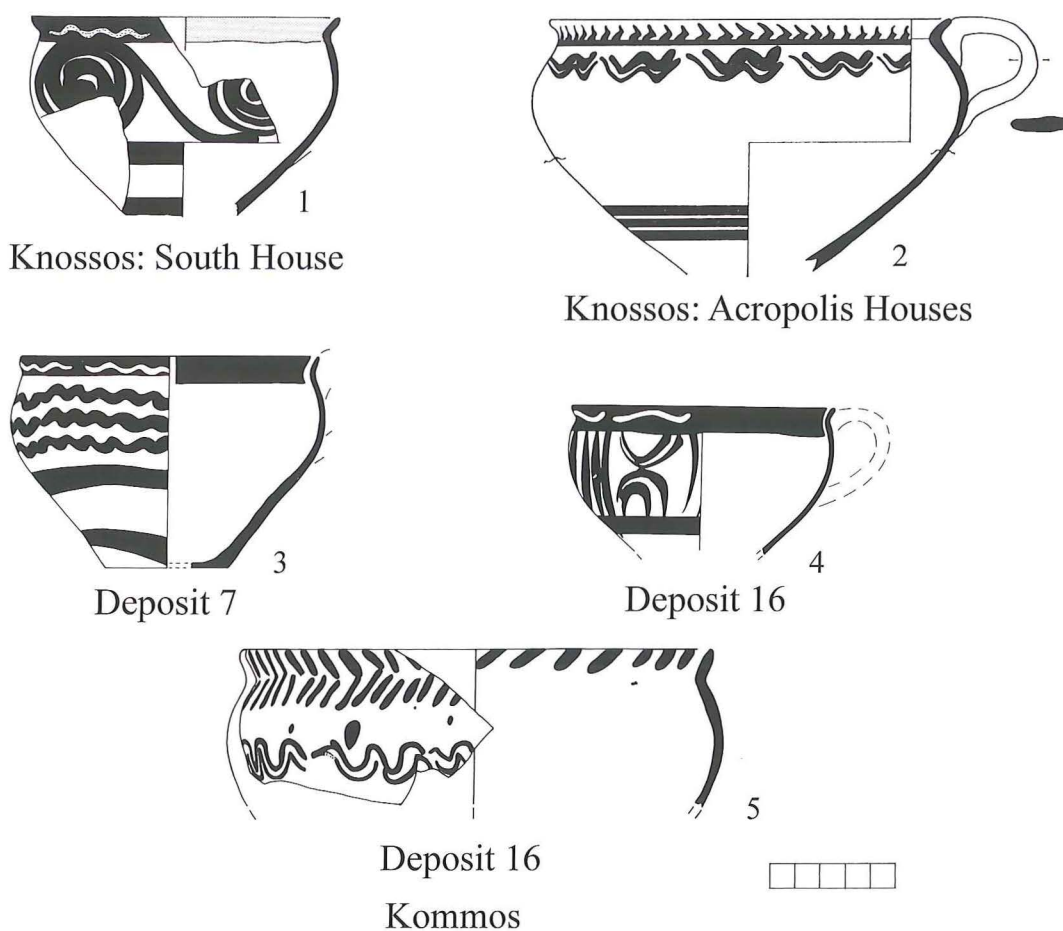 1
Knossos: South House
2
Knossos: Acropolis Houses
3
Deposit 7
4
Deposit 16
5
Deposit 16
Kommos